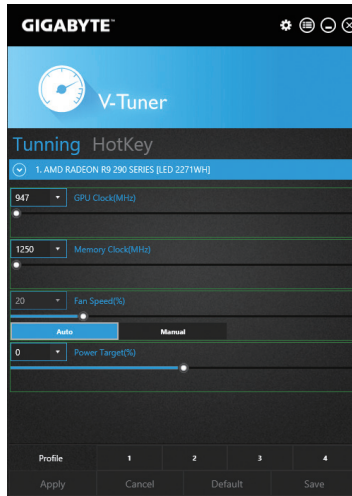 GIGABYTE™
V-Tuner
Tunning HotKey
1. AMD RADEON R9 290 SERIES [LED 2271WH]
947 GPU Clock(MHz)
1250 Memory Clock(MHz)
20 Fan Speed(%)
Auto Manual
0 Power Target(%)
Profile 1 2 3 4
Apply Cancel Default Save